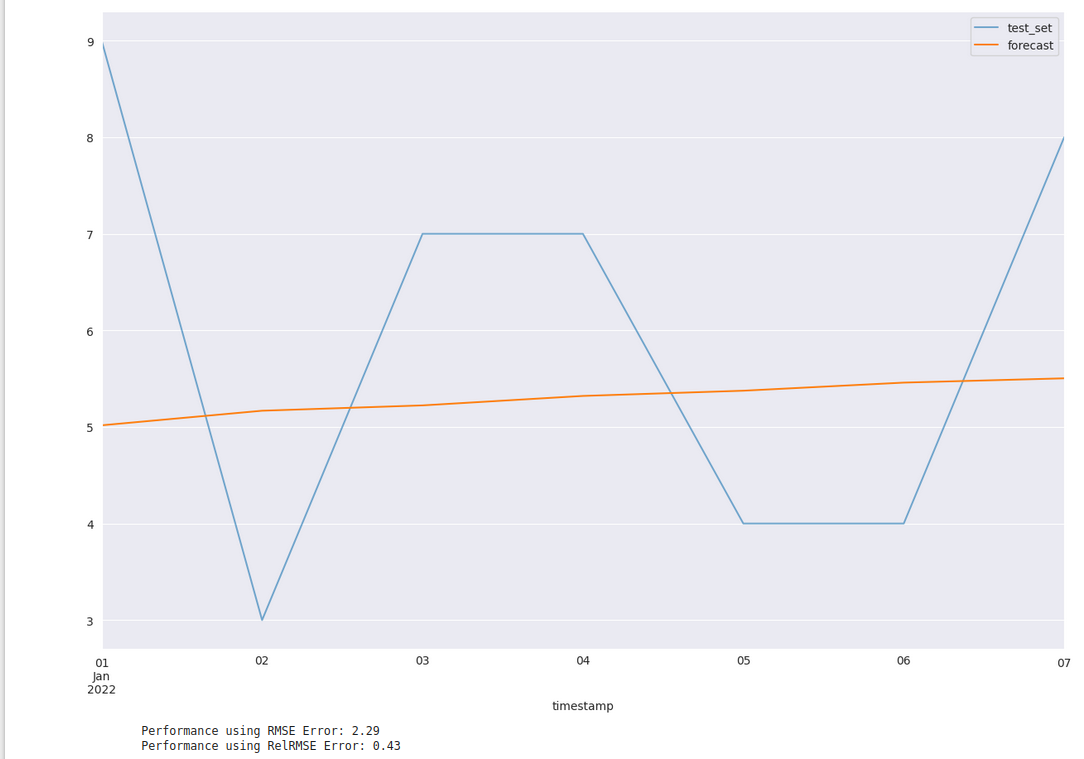 test_set
forecast
9
8
7
6
5
4
3
01 02 03 04 05 06 07
Jan
2022
timestamp
Performance using RMSE Error: 2.29
Performance using RelRMSE Error: 0.43